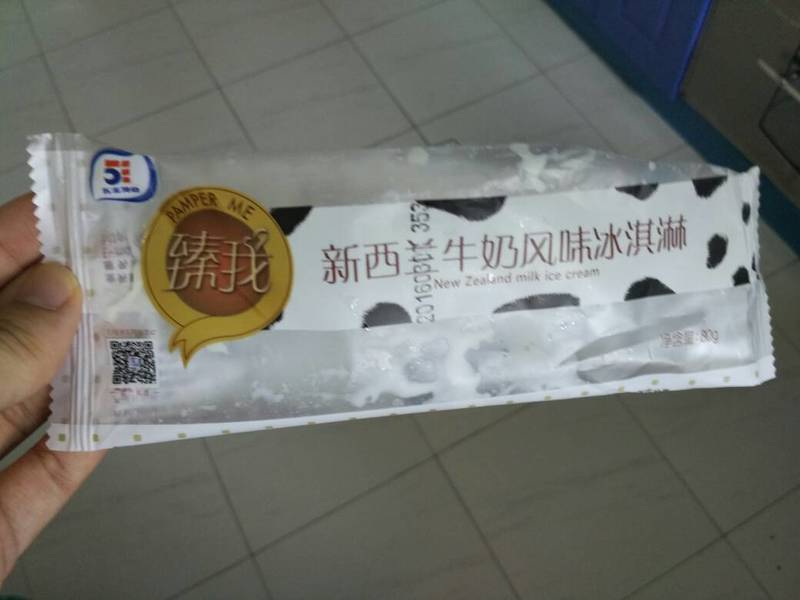 PAMPER ME
臻我
新西兰牛奶风味冰淇淋
New Zealand milk ice cream
净含量:80g